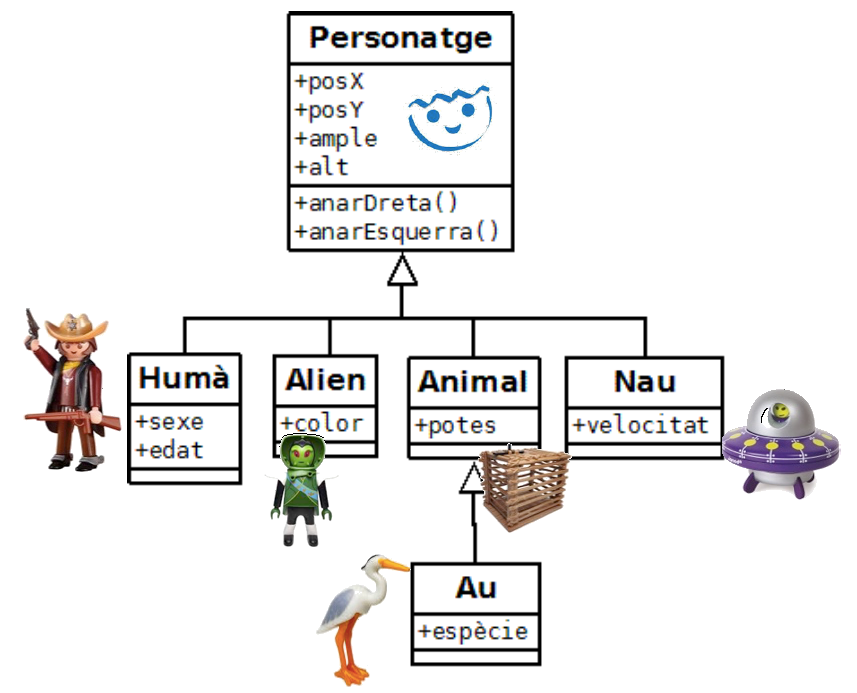 Personatge
+posX
+posY
+ample
+alt
+anarDreta()
+anarEsquerra()
Humà
+sexe
+edat
Alien
+color
Animal
+potes
Nau
+velocitat
Au
+espècie